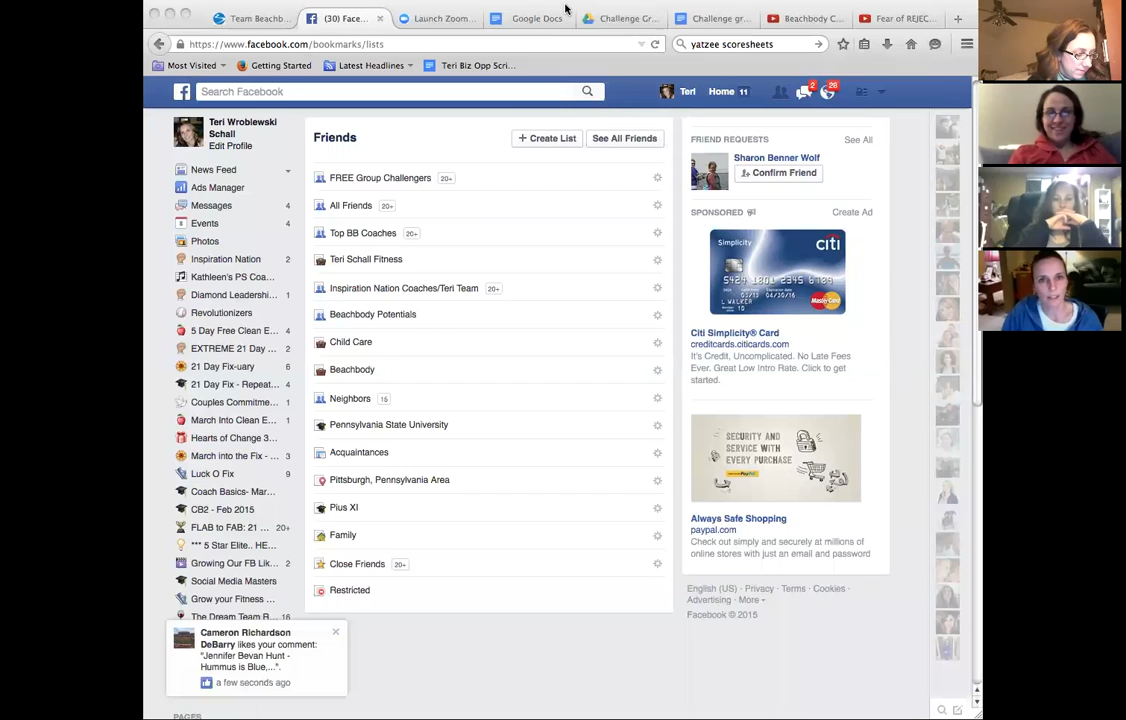 Team Beachb...
(30) Face...
Launch Zoom...
Google Docs
Challenge Gr...
Challenge gr...
Beachbody C...
Fear of REJEC...
https://www.facebook.com/bookmarks/lists
yatzee scoresheets
Most Visited
Getting Started
Latest Headlines
Teri Biz Opp Scri...
Search Facebook
Teri
Home 11
2
28
Teri Wroblewski
Schall
Edit Profile
News Feed
Ads Manager
Messages 4
Events 4
Photos
Inspiration Nation 2
Kathleen's PS Coa...
Diamond Leadershi... 1
Revolutionizers
5 Day Free Clean E... 4
EXTREME 21 Day ... 2
21 Day Fix-uary 6
21 Day Fix - Repeat... 4
Couples Committme... 1
March Into Clean E... 1
Hearts of Change 3...
March into the Fix - ... 3
Luck O Fix 9
Coach Basics- Mar...
CB2 - Feb 2015
FLAB to FAB: 21 ... 20+
*** 5 Star Elite.. HE...
Growing Our FB Lik... 2
Social Media Masters
Grow your Fitness ...
The Dream Team R... 16
PAGES
Friends
+ Create List
See All Friends
FREE Group Challengers 20+
All Friends 20+
Top BB Coaches 20+
Teri Schall Fitness
Inspiration Nation Coaches/Teri Team 20+
Beachbody Potentials
Child Care
Beachbody
Neighbors 15
Pennsylvania State University
Acquaintances
Pittsburgh, Pennsylvania Area
Pius XI
Family
Close Friends 20+
Restricted
FRIEND REQUESTS
See All
Sharon Benner Wolf
Confirm Friend
SPONSORED
Create Ad
Simplicity
citi
L WALKER
MasterCard
Citi Simplicity® Card
creditcards.citicards.com
It's Credit, Uncomplicated. No Late Fees
Ever. Great Low Intro Rate. Click to get
started.
SECURITY AND
SERVICE WITH
EVERY PURCHASE
Always Safe Shopping
paypal.com
Check out simply and securely at millions of
online stores with just an email and password
English (US) · Privacy · Terms · Cookies ·
Advertising · More
Facebook © 2015
Cameron Richardson
DeBarry likes your comment:
"Jennifer Bevan Hunt -
Hummus is Blue,...".
a few seconds ago